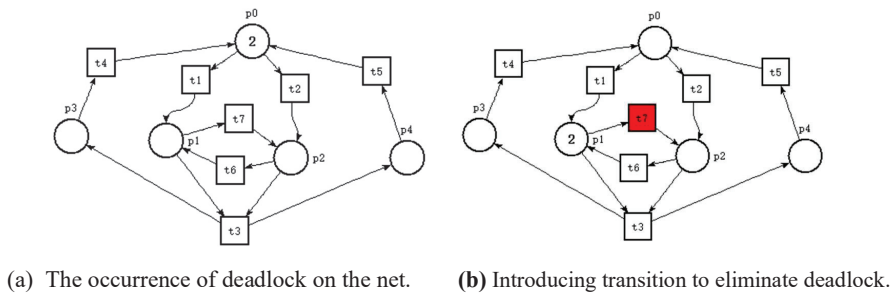 p0
p0
2
t4
t5
t4
t5
t1
t2
t1
t2
p3
t7
p4
p3
t7
p4
p1
p2
2
p1
p2
t6
t6
t3
t3
(a) The occurrence of deadlock on the net.
(b) Introducing transition to eliminate deadlock.